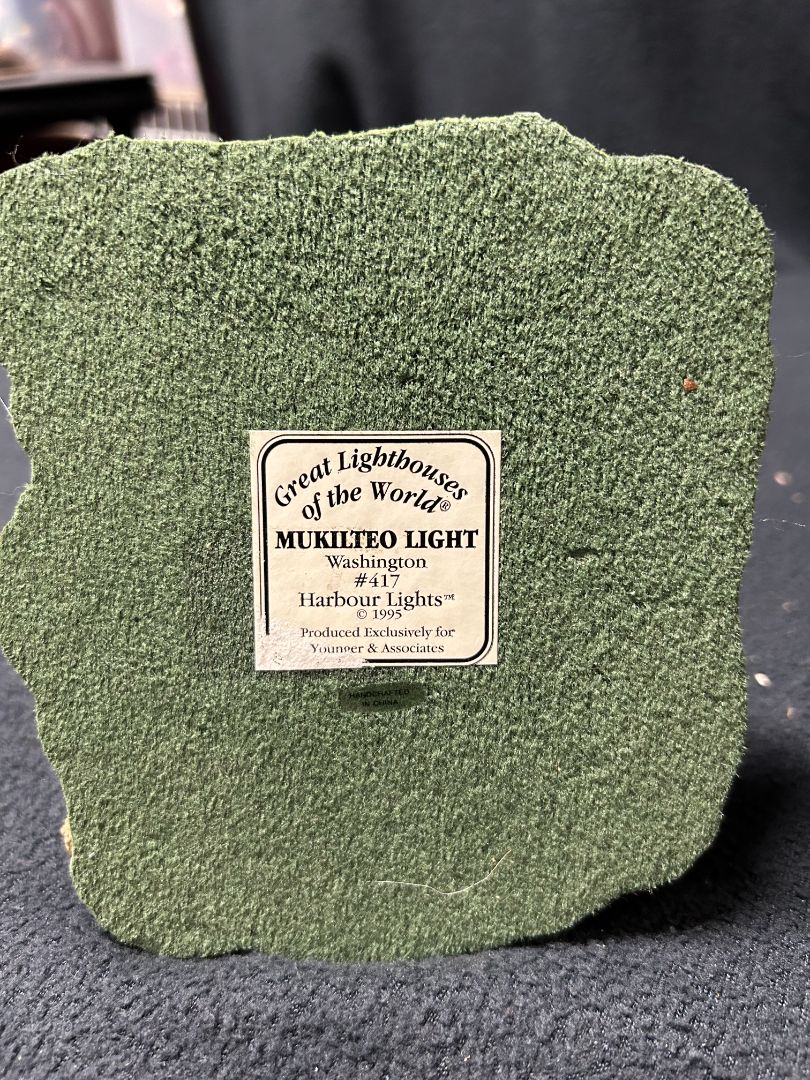 Great Lighthouses
of the World®
MUKILTEO LIGHT
Washington
#417
Harbour Lights™
© 1995
Produced Exclusively for
Younger & Associates
HANDCRAFTED
IN CHINA